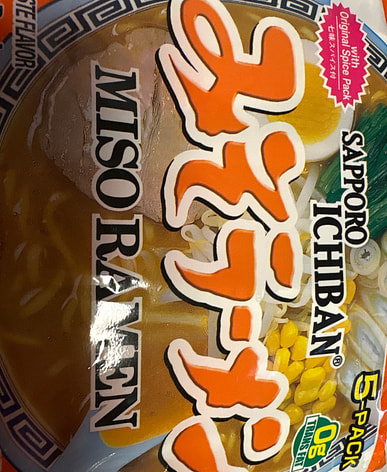 with
Original Spice Pack
七味スパイス付
SAPPORO
ICHIBAN®
みそラーメン
MISO RAMEN
5-PACK
0g
TRANS FAT
FLAVOR